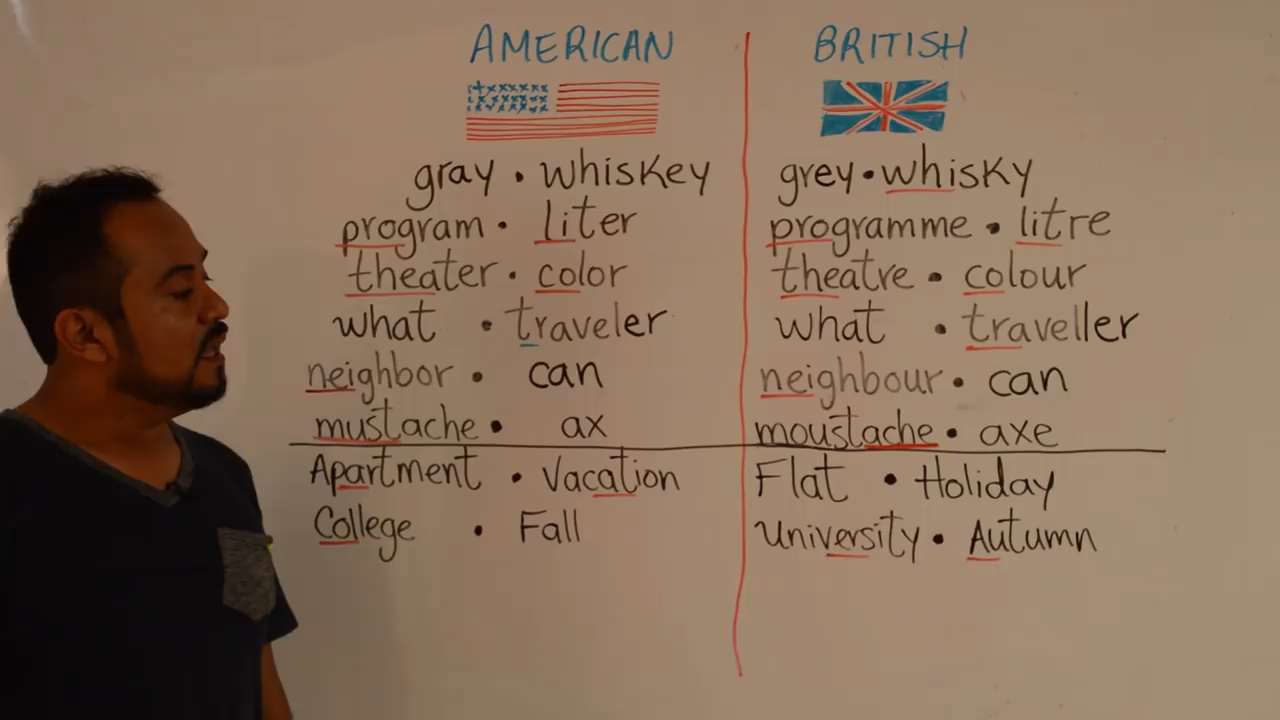 AMERICAN BRITISH
gray • whiskey grey • whisky
program • liter programme • litre
theater • color theatre • colour
what • traveler what • traveller
neighbor • can neighbour • can
mustache • ax moustache • axe
Apartment • Vacation Flat • Holiday
College • Fall University • Autumn